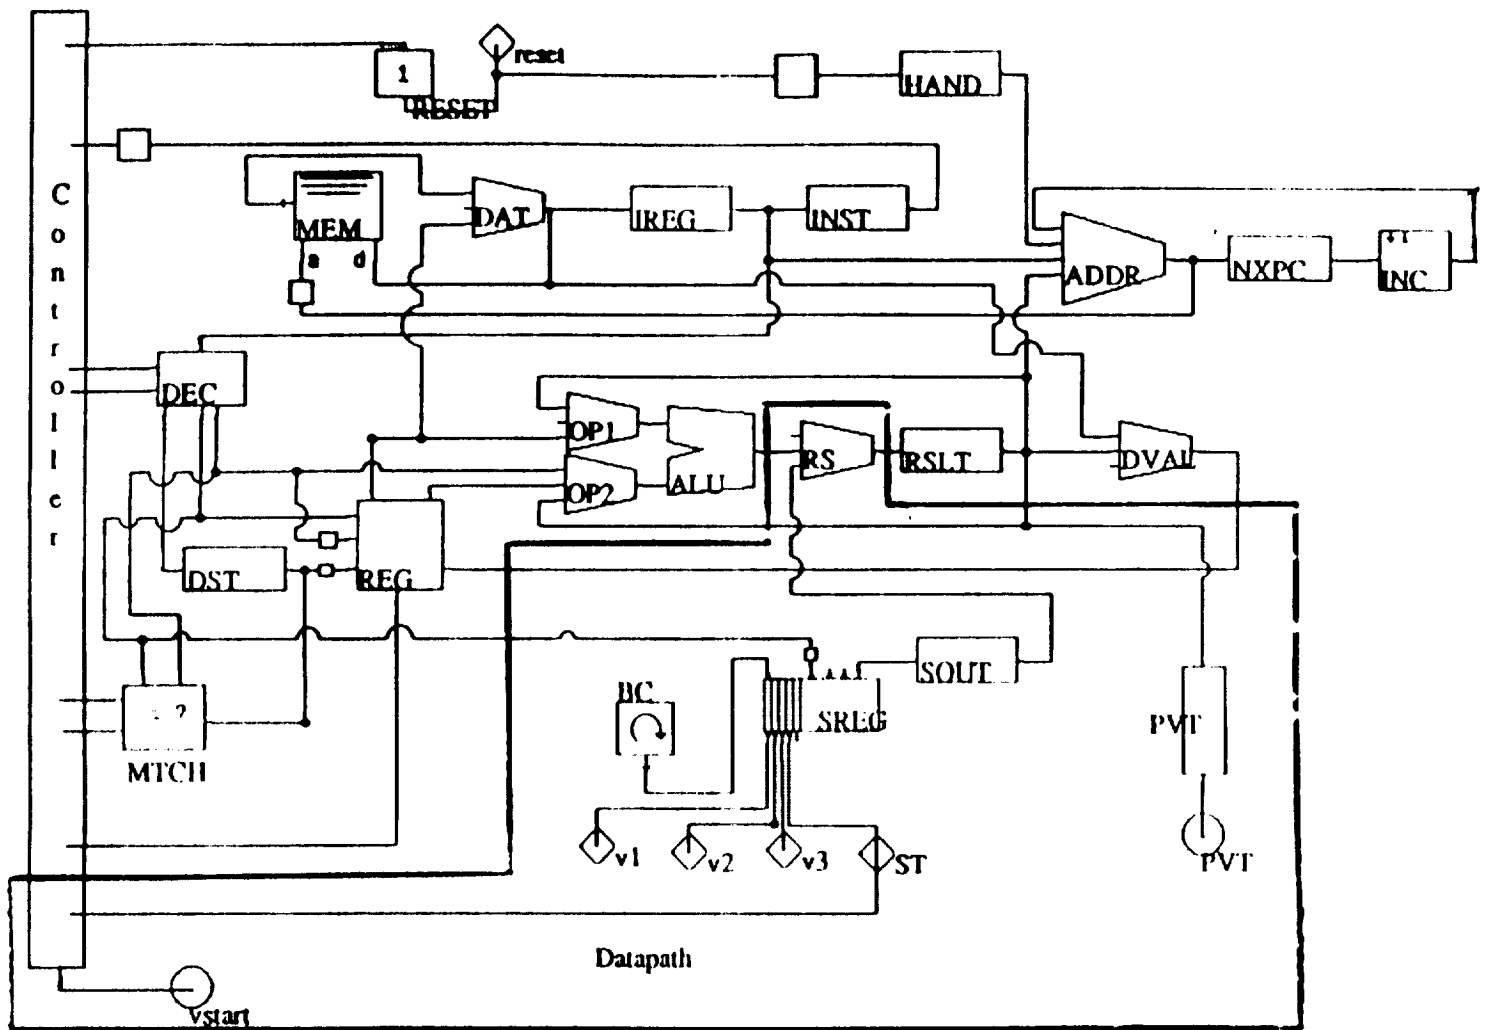 Controller
reset
1
RESET
HAND
MEM
a d
DAT
IREG
INST
ADDR
NXPC
INC
DEC
OP1
OP2
ALU
RS
RSLT
DVAL
DST
REG
SOUT
BC
SREG
PVT
MTCH
v1
v2
v3
ST
PVT
Datapath
vstart